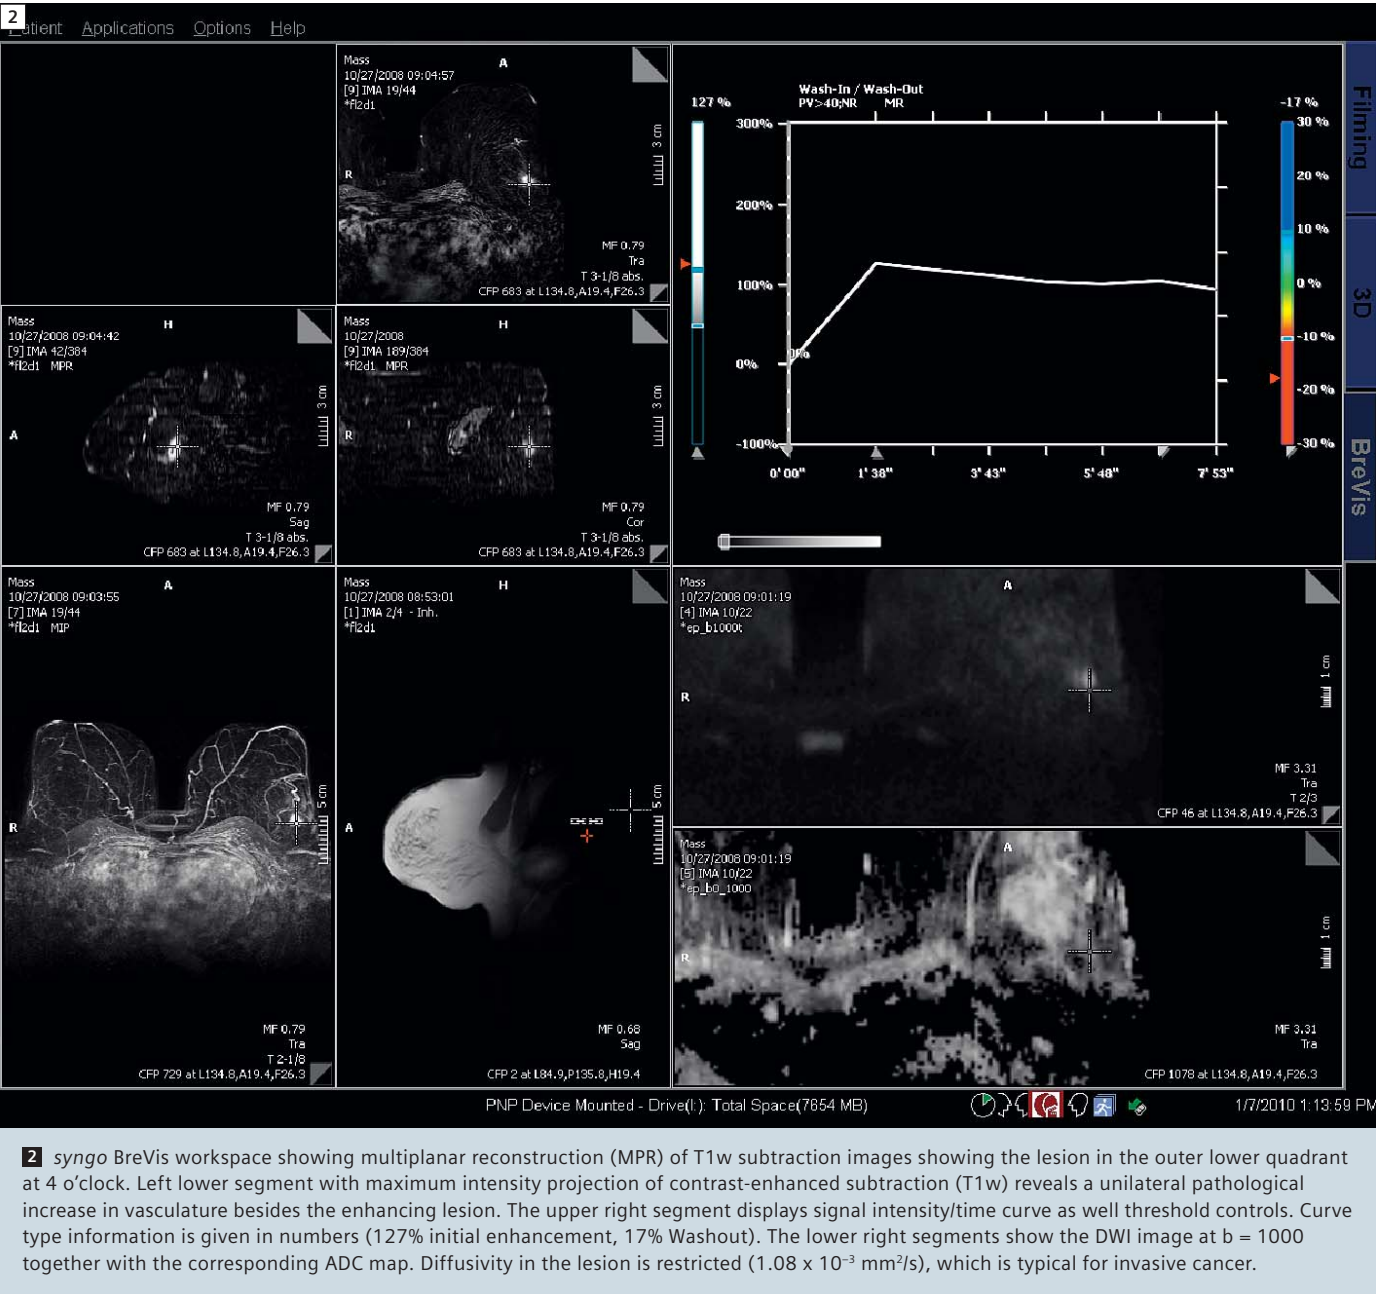 2
Patient Applications Options Help
Mass
10/27/2008 09:04:57
[9] IMA 19/44
*fl2d1
A
R
3 cm
MF 0.79
Tra
T 3-1/8 abs.
CFP 683 at L134.8,A19.4,F26.3
127 %
Wash-In / Wash-Out
PV>40;NR MR
-17 %
300%
200%
100%
0%
-100%
0%
0' 00"
1' 38"
3' 43"
5' 48"
7' 53"
30 %
20 %
10 %
0 %
-10 %
-20 %
-30 %
Filming
3D
BreVis
Mass
10/27/2008 09:04:42
[9] IMA 42/384
*fl2d1 MPR
H
A
3 cm
MF 0.79
Sag
T 3-1/8 abs.
CFP 683 at L134.8,A19.4,F26.3
Mass
10/27/2008
[9] IMA 189/384
*fl2d1 MPR
H
R
3 cm
MF 0.79
Cor
T 3-1/8 abs.
CFP 683 at L134.8,A19.4,F26.3
Mass
10/27/2008 09:03:55
[7] IMA 19/44
*fl2d1 MIP
A
R
5 cm
MF 0.79
Tra
T 2-1/8
CFP 729 at L134.8,A19.4,F26.3
Mass
10/27/2008 08:53:01
[1] IMA 2/4 - Inh.
*fl2d1
H
A
5 cm
MF 0.68
Sag
CFP 2 at L84.9,P135.8,H19.4
Mass
10/27/2008 09:01:19
[4] IMA 10/22
*ep_b1000t
A
R
1 cm
MF 3.31
Tra
T 2/3
CFP 46 at L134.8,A19.4,F26.3
Mass
10/27/2008 09:01:19
[5] IMA 10/22
*ep_b0_1000
A
R
1 cm
MF 3.31
Tra
CFP 1078 at L134.8,A19.4,F26.3
PNP Device Mounted - Drive(I:): Total Space(7654 MB)
1/7/2010 1:13:59 PM
2 syngo BreVis workspace showing multiplanar reconstruction (MPR) of T1w subtraction images showing the lesion in the outer lower quadrant
at 4 o’clock. Left lower segment with maximum intensity projection of contrast-enhanced subtraction (T1w) reveals a unilateral pathological
increase in vasculature besides the enhancing lesion. The upper right segment displays signal intensity/time curve as well threshold controls. Curve
type information is given in numbers (127% initial enhancement, 17% Washout). The lower right segments show the DWI image at b = 1000
together with the corresponding ADC map. Diffusivity in the lesion is restricted (1.08 x 10⁻³ mm²/s), which is typical for invasive cancer.